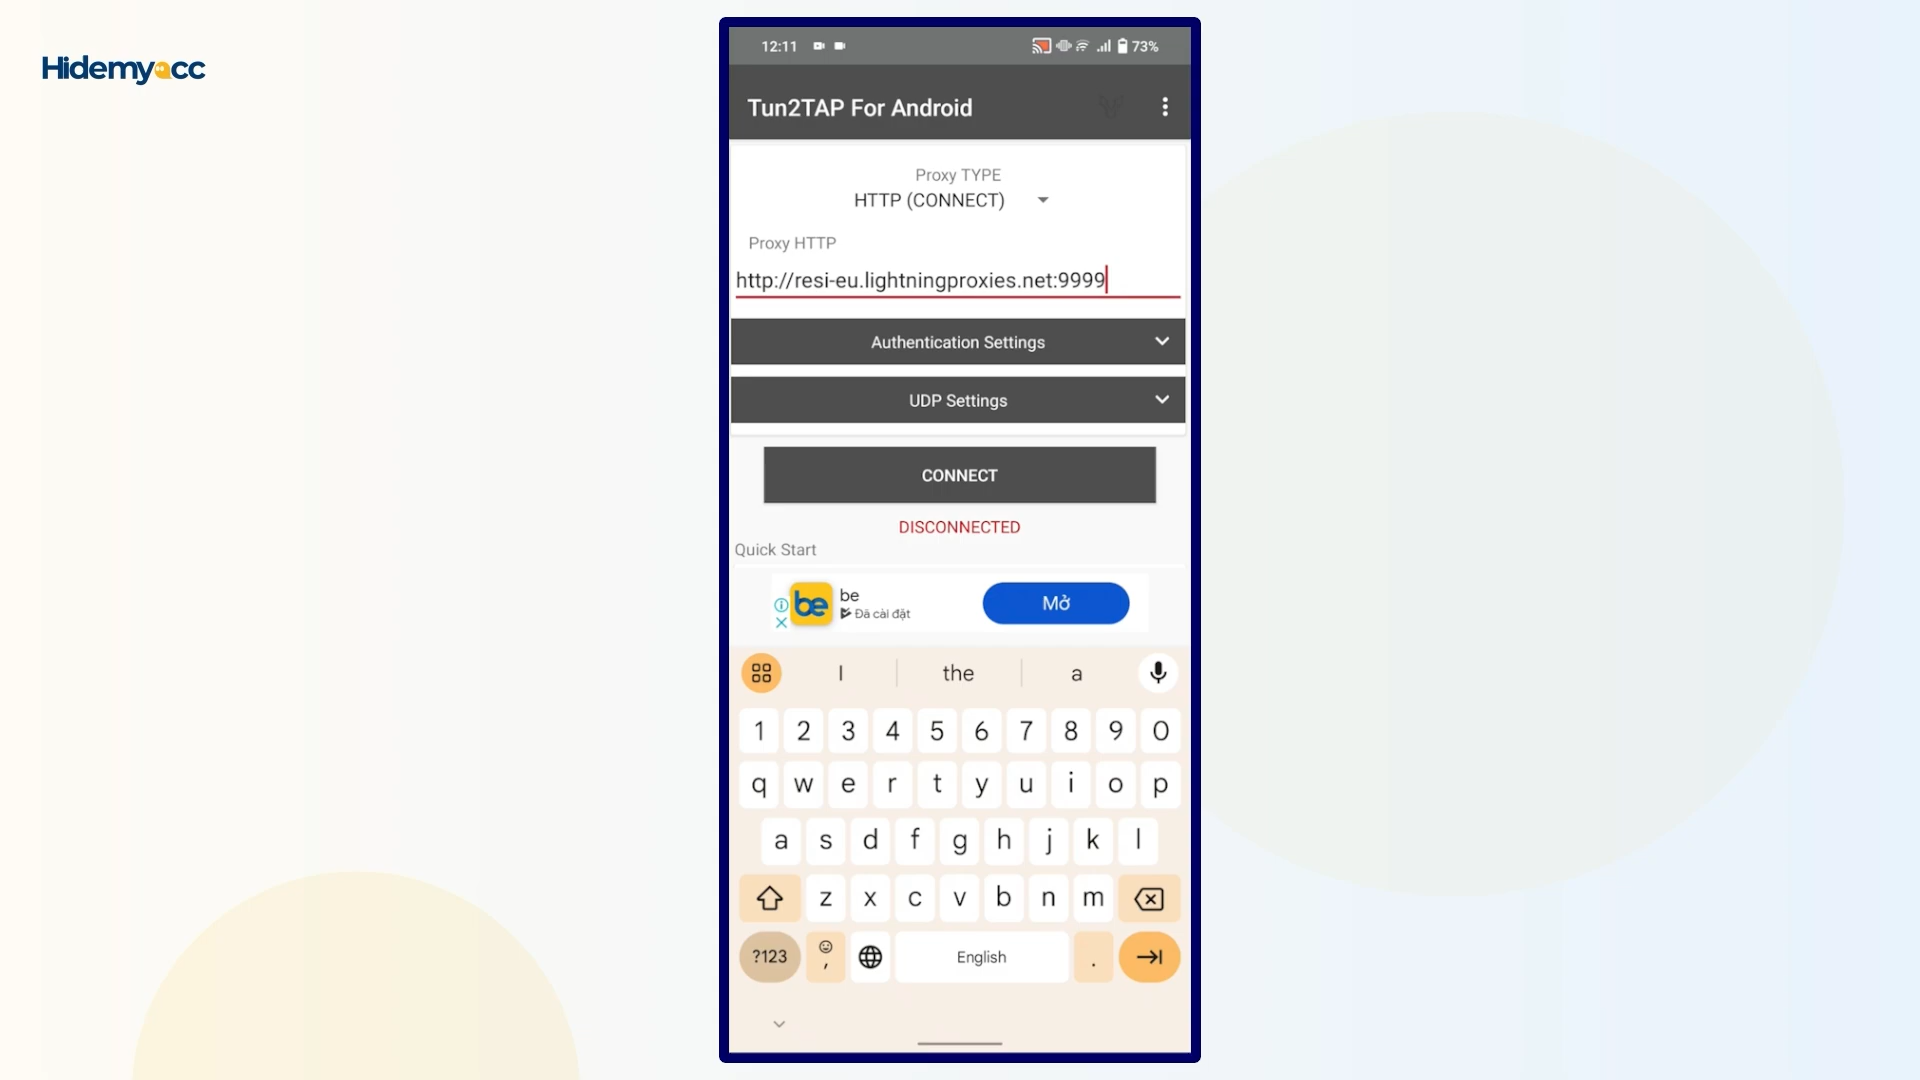 Hidemyacc
12:11
73%
Tun2TAP For Android
Proxy TYPE
HTTP (CONNECT)
Proxy HTTP
http://resi-eu.lightningproxies.net:9999
Authentication Settings
UDP Settings
CONNECT
DISCONNECTED
Quick Start
be
be
Đã cài đặt
Mở
I the a
1 2 3 4 5 6 7 8 9 0
q w e r t y u i o p
a s d f g h j k l
z x c v b n m
?123 , English .